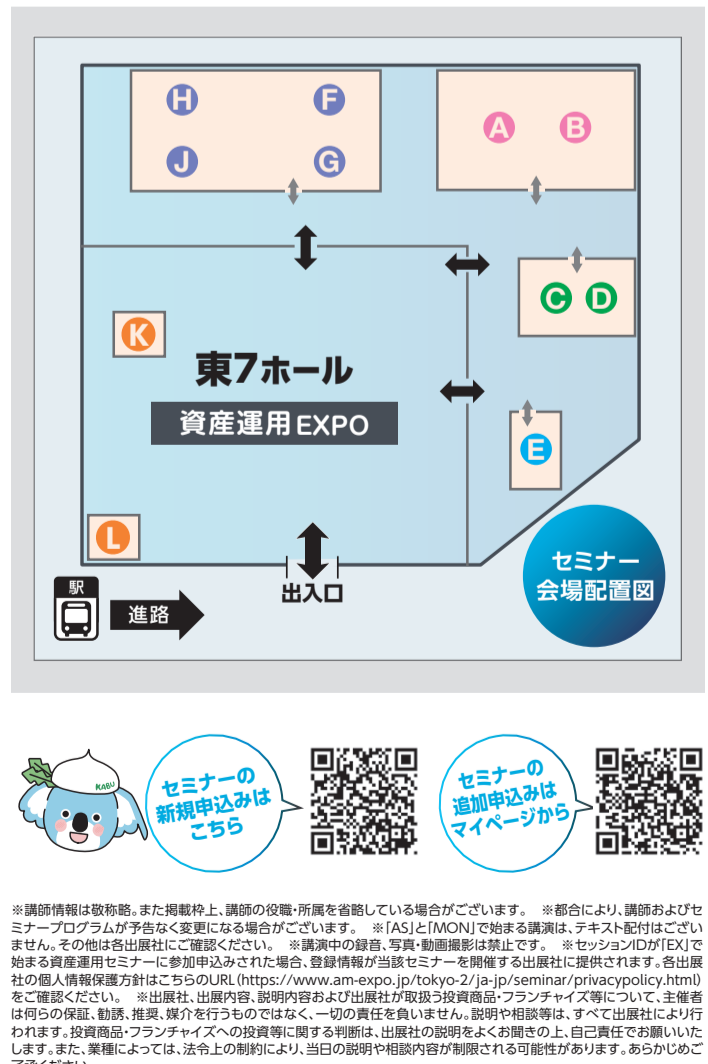 H
F
J
G
A
B
C
D
K
東7ホール
資産運用 EXPO
E
L
出入口
駅
進路
セミナー
会場配置図
KABU
セミナーの
新規申込みは
こちら
セミナーの
追加申込みは
マイページから
※講師情報は敬称略。また掲載枠上、講師の役職・所属を省略している場合がございます。 ※都合により、講師およびセ
ミナープログラムが予告なく変更になる場合がございます。 ※「AS」と「MON」で始まる講演は、テキスト配付はござい
ません。その他は各出展社にご確認ください。 ※講演中の録音、写真・動画撮影は禁止です。 ※セッションIDが「EX」で
始まる資産運用セミナーに参加申込みされた場合、登録情報が当該セミナーを開催する出展社に提供されます。各出展
社の個人情報保護方針はこちらのURL(https://www.am-expo.jp/tokyo-2/ja-jp/seminar/privacypolicy.html)
をご確認ください。 ※出展社、出展内容、説明内容および出展社が取扱う投資商品・フランチャイズ等について、主催者
は何らの保証、勧誘、推奨、媒介を行うものではなく、一切の責任を負いません。説明や相談等は、すべて出展社により行
われます。投資商品・フランチャイズへの投資等に関する判断は、出展社の説明をよくお聞きの上、自己責任でお願いいた
します。また、業種によっては、法令上の制約により、当日の説明や相談内容が制限される可能性があります。あらかじめご